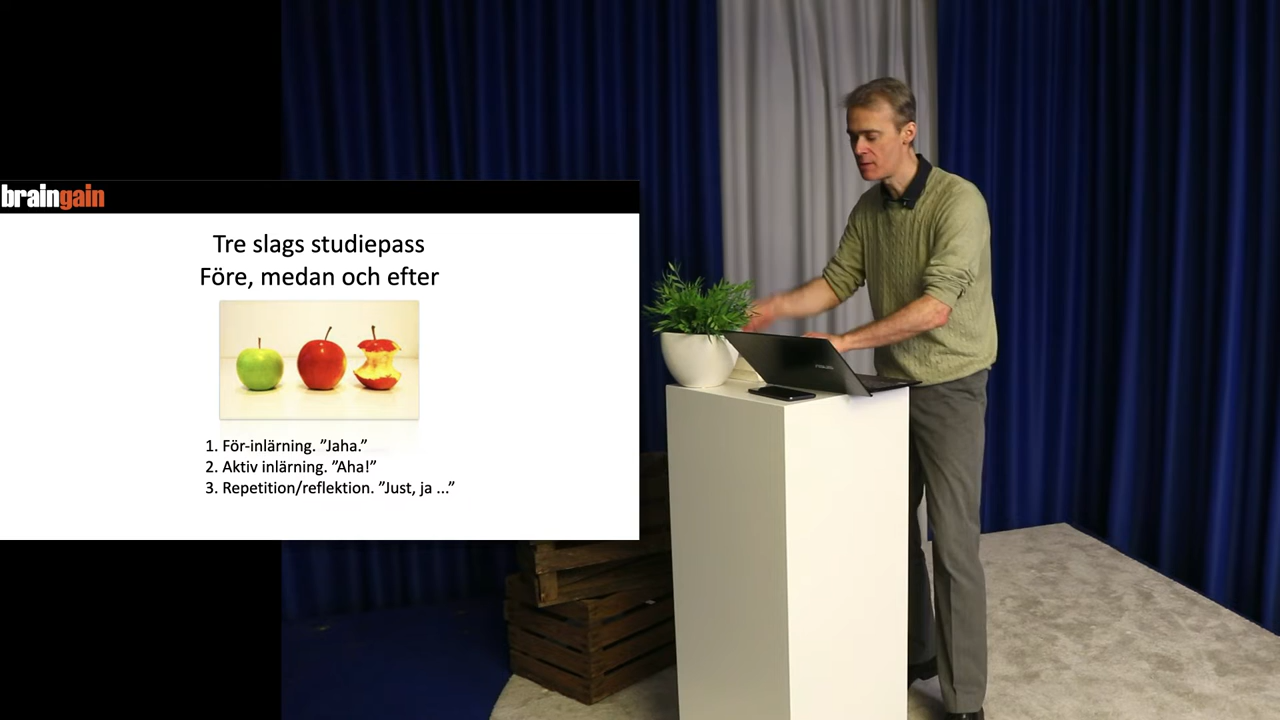 braingain
Tre slags studiepass
Före, medan och efter
1. För-inlärning. ”Jaha.”
2. Aktiv inlärning. ”Aha!”
3. Repetition/reflektion. ”Just, ja ...”